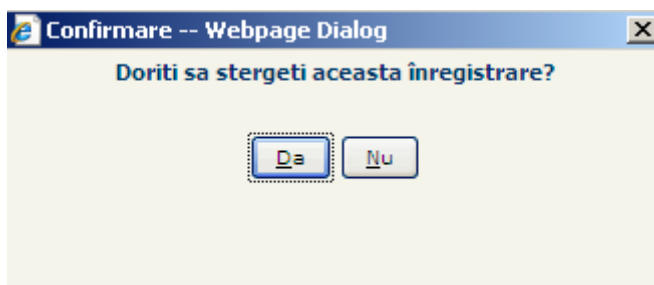 Confirmare -- Webpage Dialog
Doriti sa stergeti aceasta înregistrare?
Da Nu